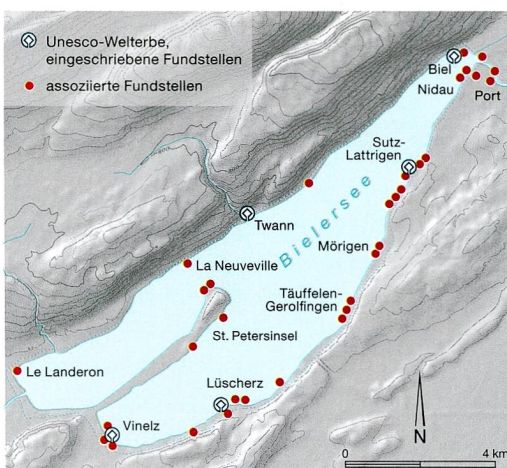 Unesco-Welterbe,
eingeschriebene Fundstellen
assoziierte Fundstellen
Biel
Nidau
Port
Sutz-
Lattrigen
Bielersee
Twann
Mörigen
La Neuveville
Täuffelen-
Gerolfingen
St. Petersinsel
Le Landeron
Lüscherz
Vinelz
N
0 4 km